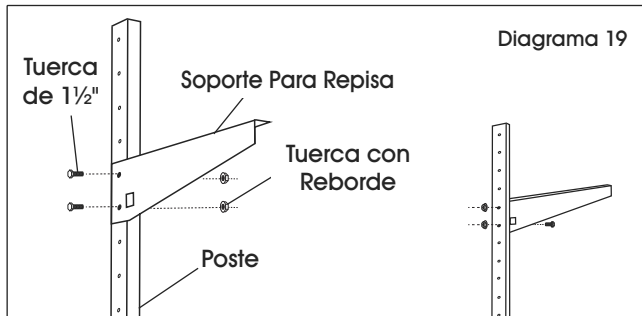 Diagrama 19
Tuerca
de 1½"
Soporte Para Repisa
Tuerca con
Reborde
Poste